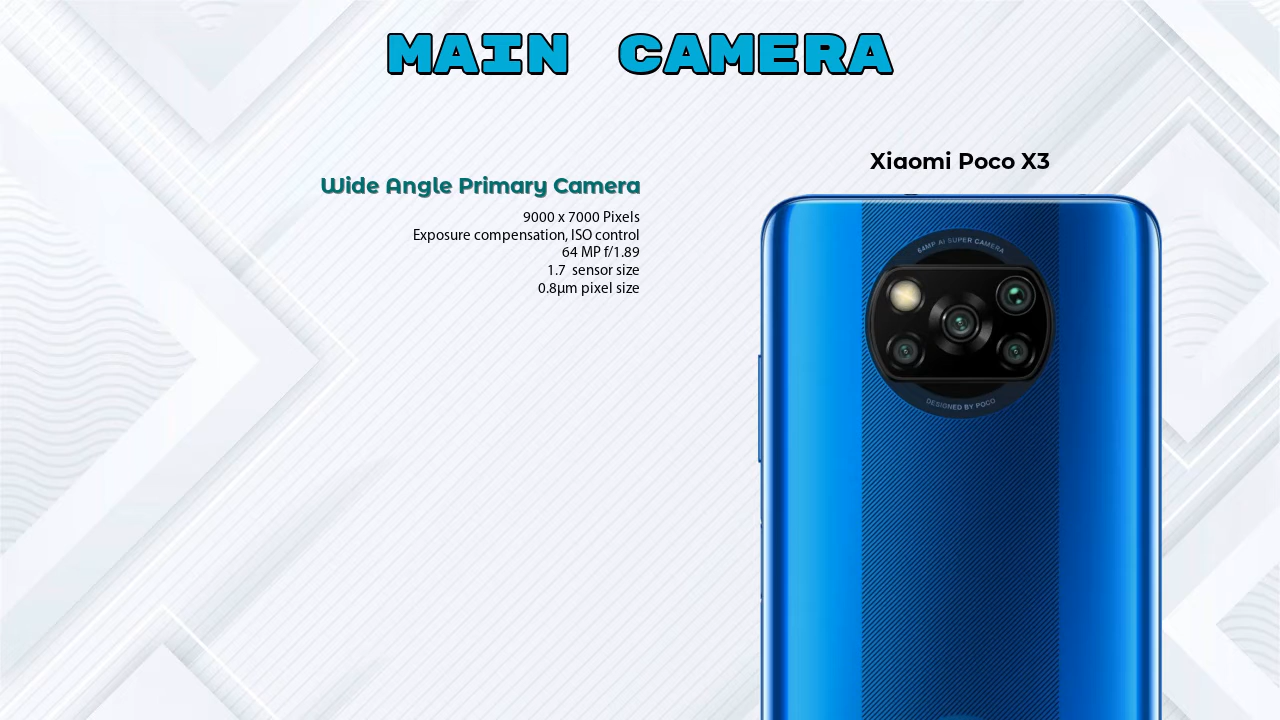 MAIN CAMERA
Xiaomi Poco X3
Wide Angle Primary Camera
9000 x 7000 Pixels
Exposure compensation, ISO control
64 MP f/1.89
1.7 sensor size
0.8µm pixel size
64MP AI SUPER CAMERA
DESIGNED BY POCO